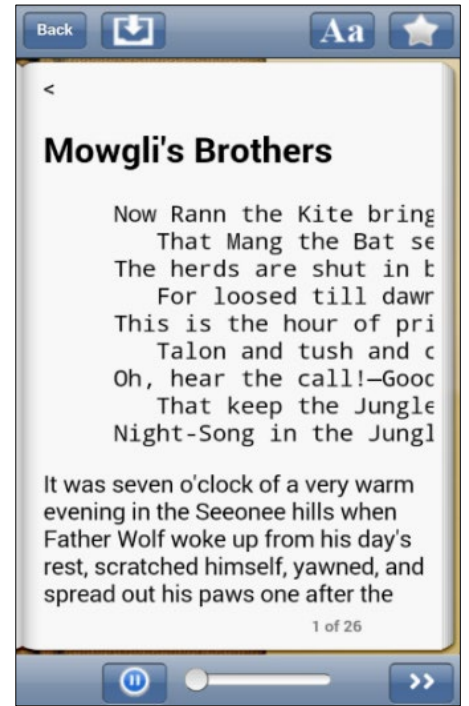 Back
Aa
<
Mowgli's Brothers
Now Rann the Kite bring
That Mang the Bat se
The herds are shut in b
For loosed till dawn
This is the hour of pri
Talon and tush and c
Oh, hear the call!—Good
That keep the Jungle
Night-Song in the Jungl
It was seven o'clock of a very warm
evening in the Seeonee hills when
Father Wolf woke up from his day's
rest, scratched himself, yawned, and
spread out his paws one after the
1 of 26
>>